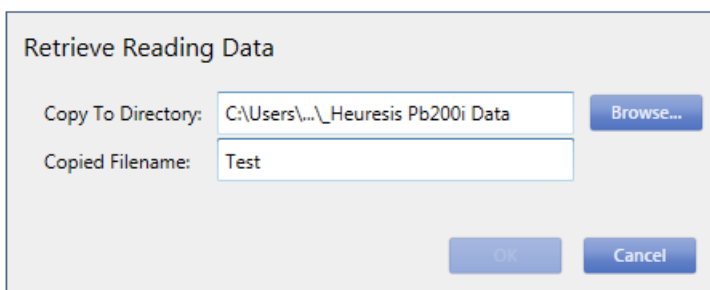 Retrieve Reading Data
Copy To Directory: C:\Users\...\_Heuresis Pb200i Data Browse...
Copied Filename: Test
OK Cancel